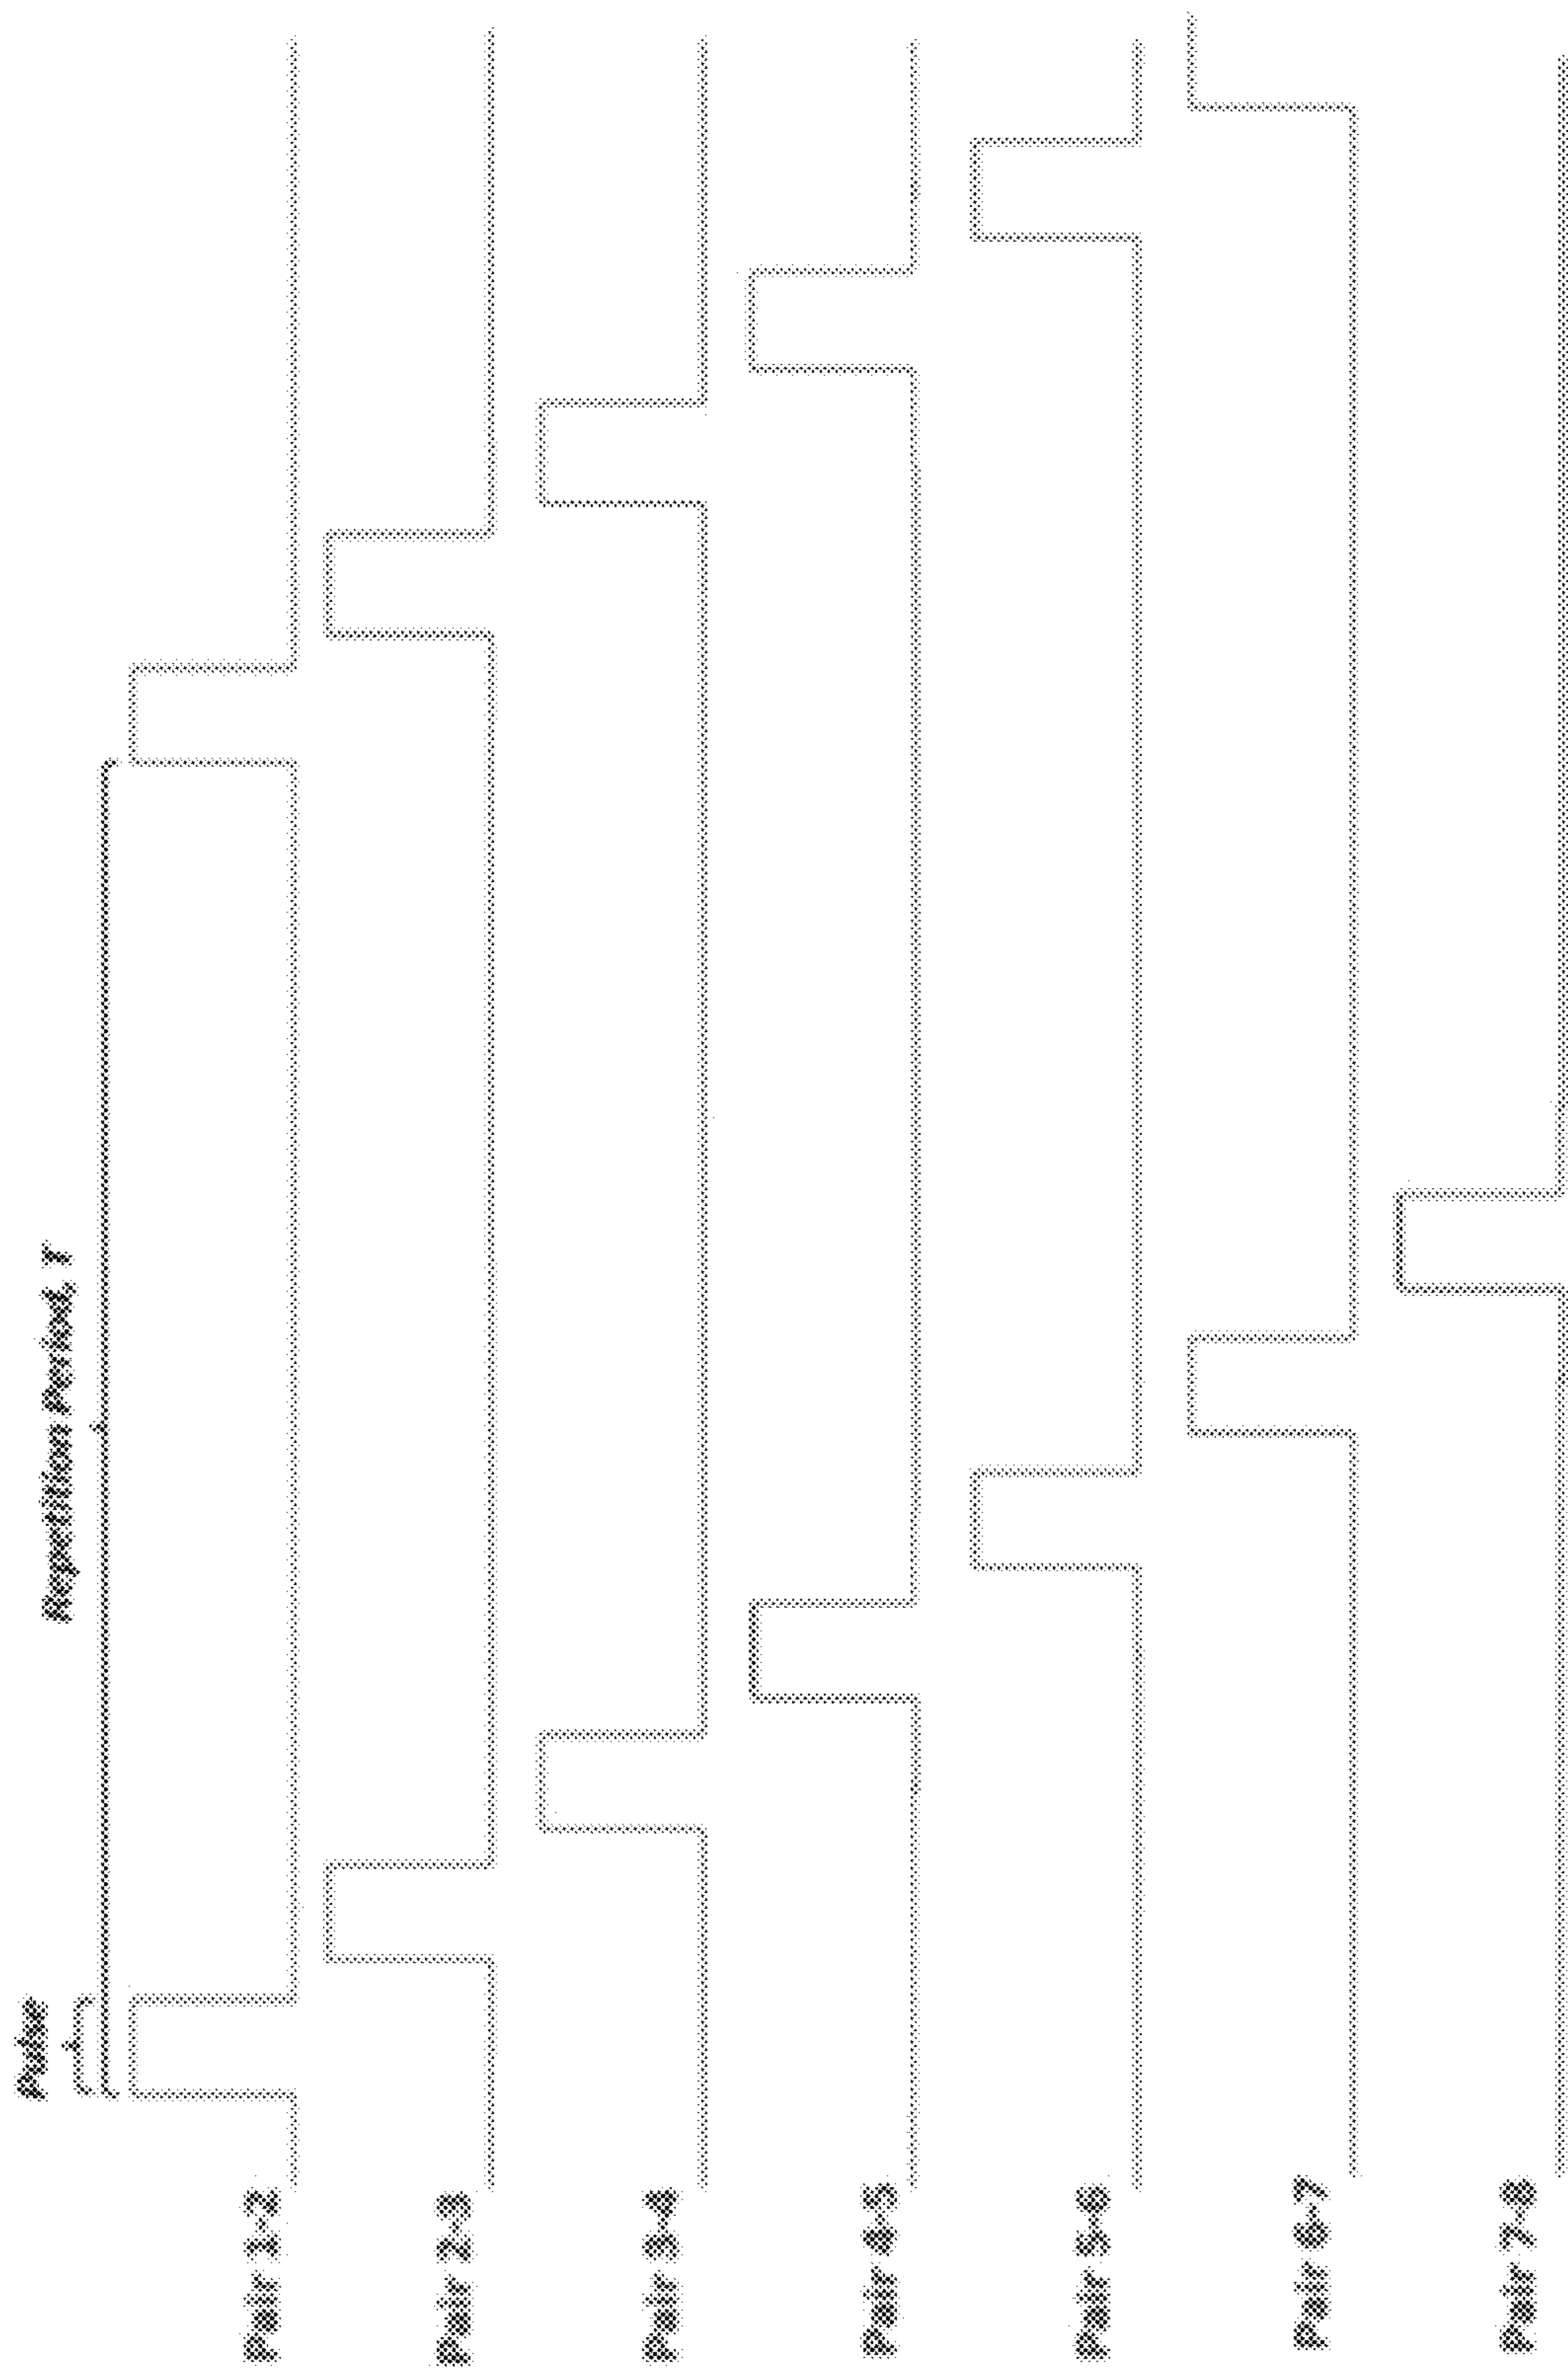 Pulse
Repetition Period, T
Pair 1-2
Pair 2-3
Pair 3-4
Pair 4-5
Pair 5-6
Pair 6-7
Pair 7-8